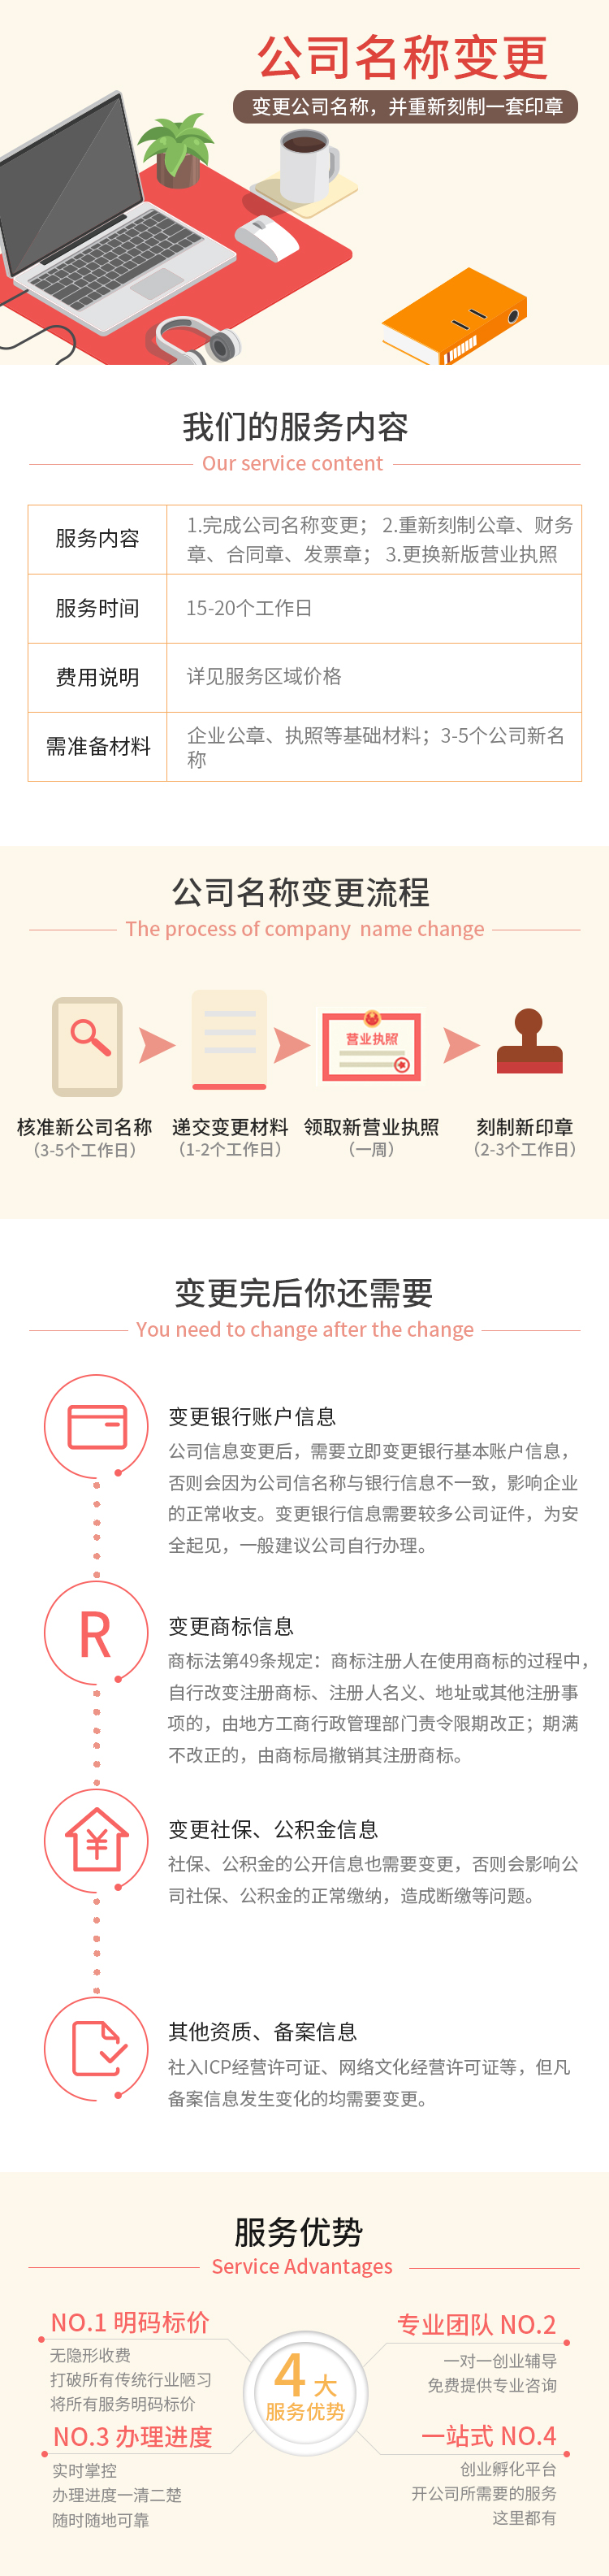 公司名称变更
变更公司名称，并重新刻制一套印章
我们的服务内容
Our service content
服务内容
1.完成公司名称变更； 2.重新刻制公章、财务
章、合同章、发票章； 3.更换新版营业执照
服务时间
15-20个工作日
费用说明
详见服务区域价格
需准备材料
企业公章、执照等基础材料；3-5个公司新名
称
公司名称变更流程
The process of company name change
营业执照
核准新公司名称
（3-5个工作日）
递交变更材料
（1-2个工作日）
领取新营业执照
（一周）
刻制新印章
（2-3个工作日）
变更完后你还需要
You need to change after the change
变更银行账户信息
公司信息变更后，需要立即变更银行基本账户信息，
否则会因为公司信名称与银行信息不一致，影响企业
的正常收支。变更银行信息需要较多公司证件，为安
全起见，一般建议公司自行办理。
R
变更商标信息
商标法第49条规定：商标注册人在使用商标的过程中，
自行改变注册商标、注册人名义、地址或其他注册事
项的，由地方工商行政管理部门责令限期改正；期满
不改正的，由商标局撤销其注册商标。
¥
变更社保、公积金信息
社保、公积金的公开信息也需要变更，否则会影响公
司社保、公积金的正常缴纳，造成断缴等问题。
其他资质、备案信息
社入ICP经营许可证、网络文化经营许可证等，但凡
备案信息发生变化的均需要变更。
服务优势
Service Advantages
NO.1 明码标价
无隐形收费
打破所有传统行业陋习
将所有服务明码标价
专业团队 NO.2
一对一创业辅导
免费提供专业咨询
4大
服务优势
NO.3 办理进度
实时掌控
办理进度一清二楚
随时随地可靠
一站式 NO.4
创业孵化平台
开公司所需要的服务
这里都有